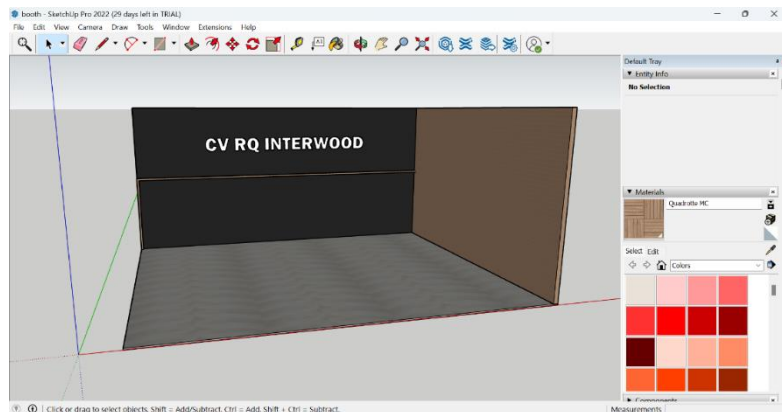 booth - SketchUp Pro 2022 (29 days left in TRIAL)
File Edit View Camera Draw Tools Window Extensions Help
Default Tray
Entity Info
No Selection
CV RQ INTERWOOD
Materials
Quadrotte MC
Select Edit
Colors
Components
Click or drag to select objects. Shift = Add/Subtract. Ctrl = Add. Shift + Ctrl = Subtract.
Measurements